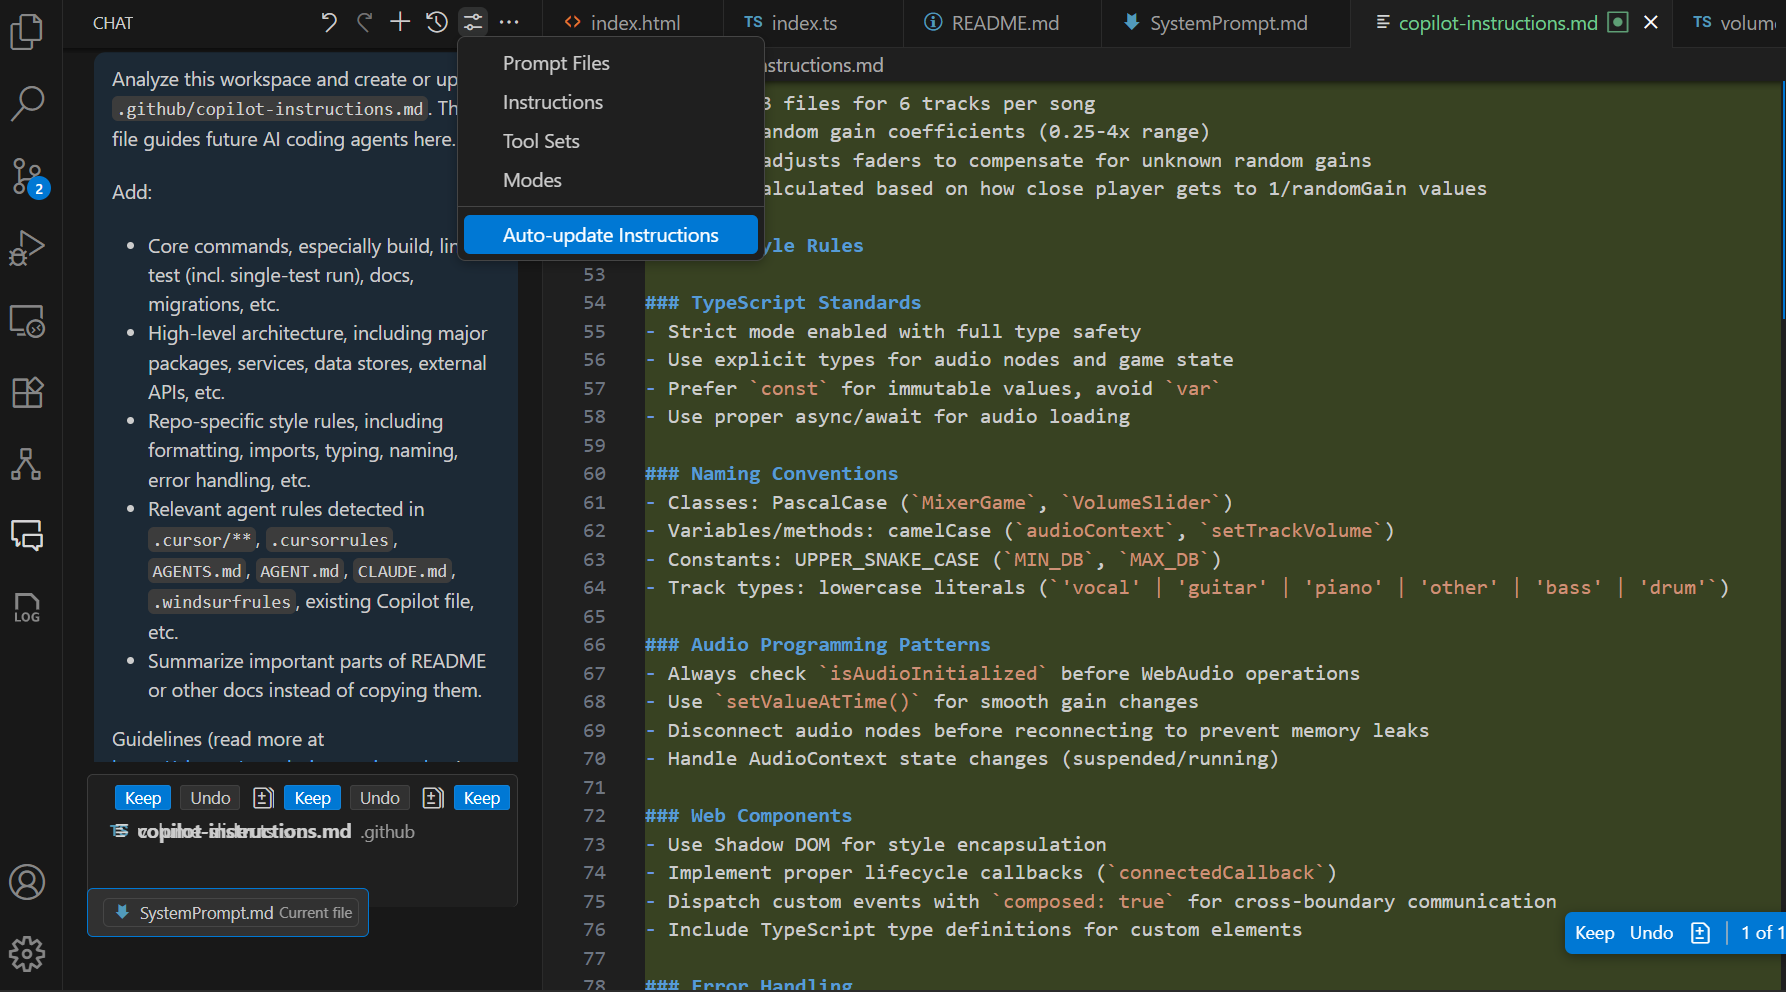 CHAT
index.html
TS index.ts
README.md
SystemPrompt.md
copilot-instructions.md
TS volum
Prompt Files
Instructions
Tool Sets
Modes
Auto-update Instructions
Analyze this workspace and create or up
.github/copilot-instructions.md. Th
file guides future AI coding agents here.
Add:
• Core commands, especially build, lin
test (incl. single-test run), docs,
migrations, etc.
• High-level architecture, including major
packages, services, data stores, external
APIs, etc.
• Repo-specific style rules, including
formatting, imports, typing, naming,
error handling, etc.
• Relevant agent rules detected in
.cursor/**, .cursorrules,
AGENTS.md, AGENT.md, CLAUDE.md,
.windsurfrules, existing Copilot file,
etc.
• Summarize important parts of README
or other docs instead of copying them.
Guidelines (read more at
Keep Undo Keep Undo Keep
copilot-instructions.md .github
SystemPrompt.md Current file
2
LOG
structions.md
3 files for 6 tracks per song
andom gain coefficients (0.25-4x range)
adjusts faders to compensate for unknown random gains
alculated based on how close player gets to 1/randomGain values
yle Rules
53
54 ### TypeScript Standards
55 - Strict mode enabled with full type safety
56 - Use explicit types for audio nodes and game state
57 - Prefer `const` for immutable values, avoid `var`
58 - Use proper async/await for audio loading
59
60 ### Naming Conventions
61 - Classes: PascalCase (`MixerGame`, `VolumeSlider`)
62 - Variables/methods: camelCase (`audioContext`, `setTrackVolume`)
63 - Constants: UPPER_SNAKE_CASE (`MIN_DB`, `MAX_DB`)
64 - Track types: lowercase literals (`'vocal' | 'guitar' | 'piano' | 'other' | 'bass' | 'drum'`)
65
66 ### Audio Programming Patterns
67 - Always check `isAudioInitialized` before WebAudio operations
68 - Use `setValueAtTime()` for smooth gain changes
69 - Disconnect audio nodes before reconnecting to prevent memory leaks
70 - Handle AudioContext state changes (suspended/running)
71
72 ### Web Components
73 - Use Shadow DOM for style encapsulation
74 - Implement proper lifecycle callbacks (`connectedCallback`)
75 - Dispatch custom events with `composed: true` for cross-boundary communication
76 - Include TypeScript type definitions for custom elements
77
78 ### Error Handling
Keep Undo 1 of 1